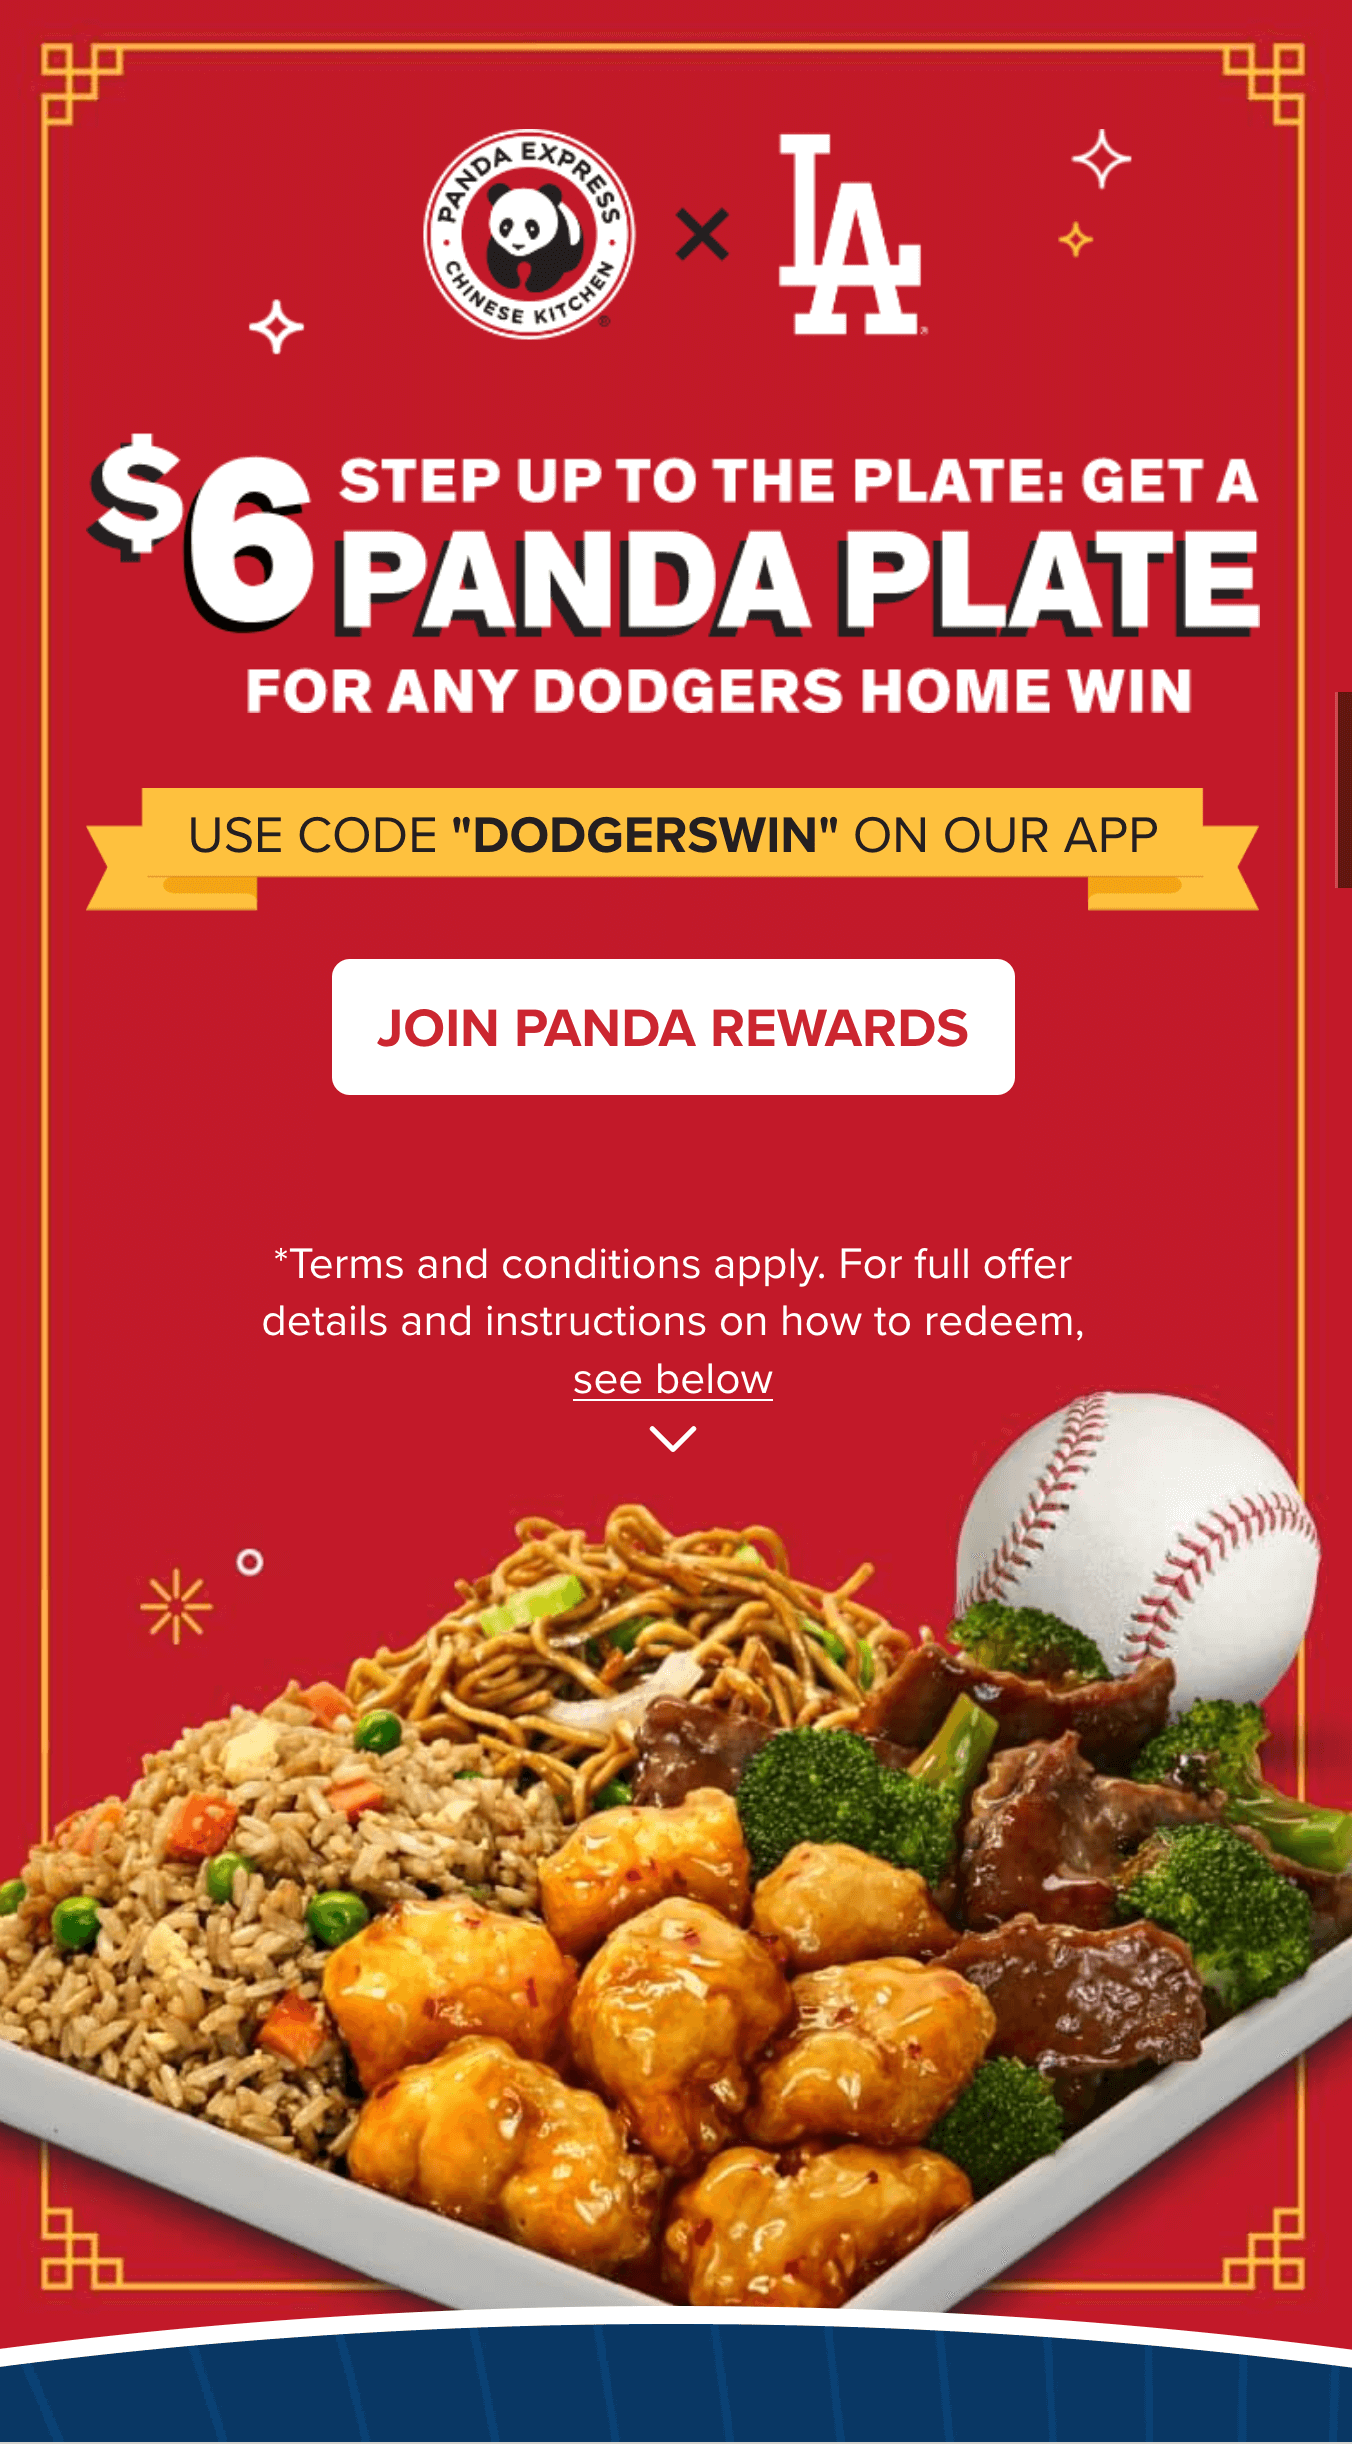 PANDA EXPRESS
CHINESE KITCHEN
®
×
LA
®
$6
STEP UP TO THE PLATE: GET A
PANDA PLATE
FOR ANY DODGERS HOME WIN
USE CODE "DODGERSWIN" ON OUR APP
JOIN PANDA REWARDS
*Terms and conditions apply. For full offer
details and instructions on how to redeem,
see below